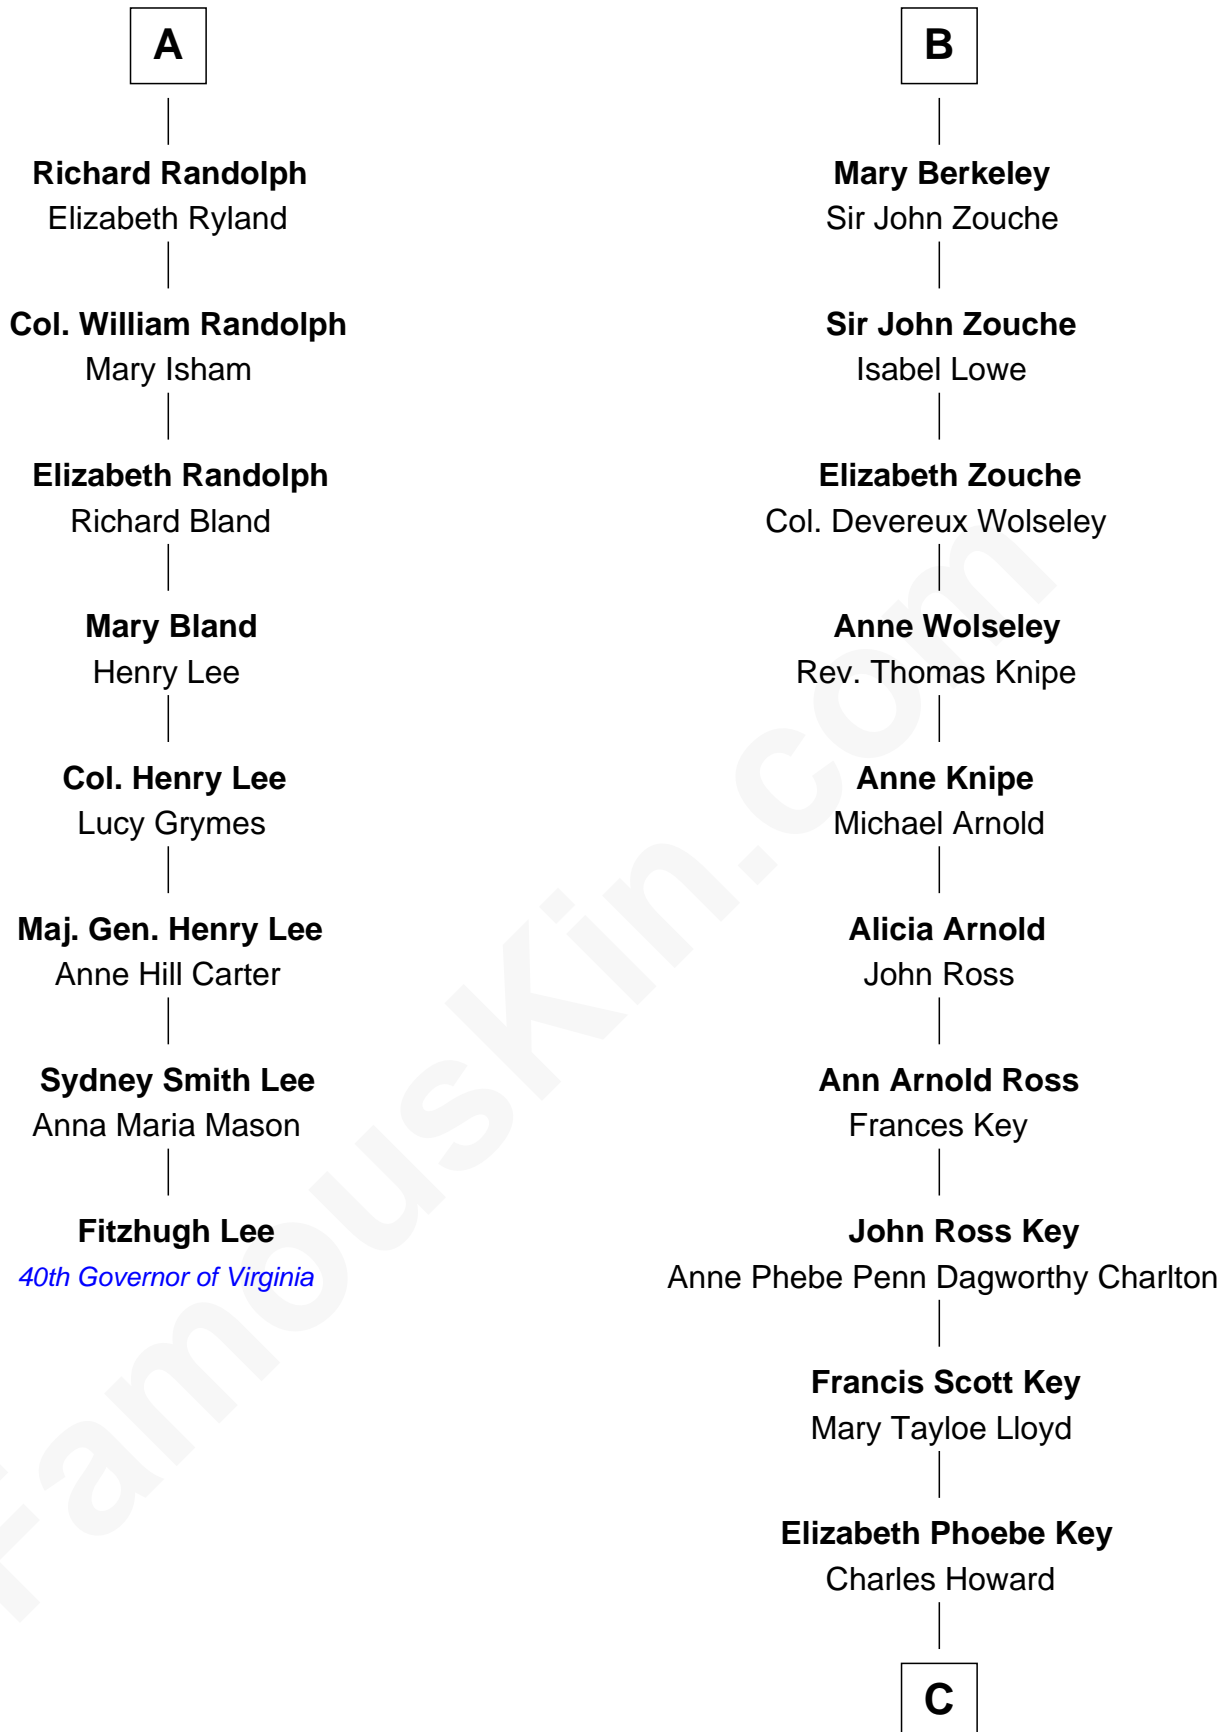 A
Richard Randolph
Elizabeth Ryland
Col. William Randolph
Mary Isham
Elizabeth Randolph
Richard Bland
Mary Bland
Henry Lee
Col. Henry Lee
Lucy Grymes
Maj. Gen. Henry Lee
Anne Hill Carter
Sydney Smith Lee
Anna Maria Mason
Fitzhugh Lee
40th Governor of Virginia
B
Mary Berkeley
Sir John Zouche
Sir John Zouche
Isabel Lowe
Elizabeth Zouche
Col. Devereux Wolseley
Anne Wolseley
Rev. Thomas Knipe
Anne Knipe
Michael Arnold
Alicia Arnold
John Ross
Ann Arnold Ross
Frances Key
John Ross Key
Anne Phebe Penn Dagworthy Charlton
Francis Scott Key
Mary Tayloe Lloyd
Elizabeth Phoebe Key
Charles Howard
C
FamousKin.com